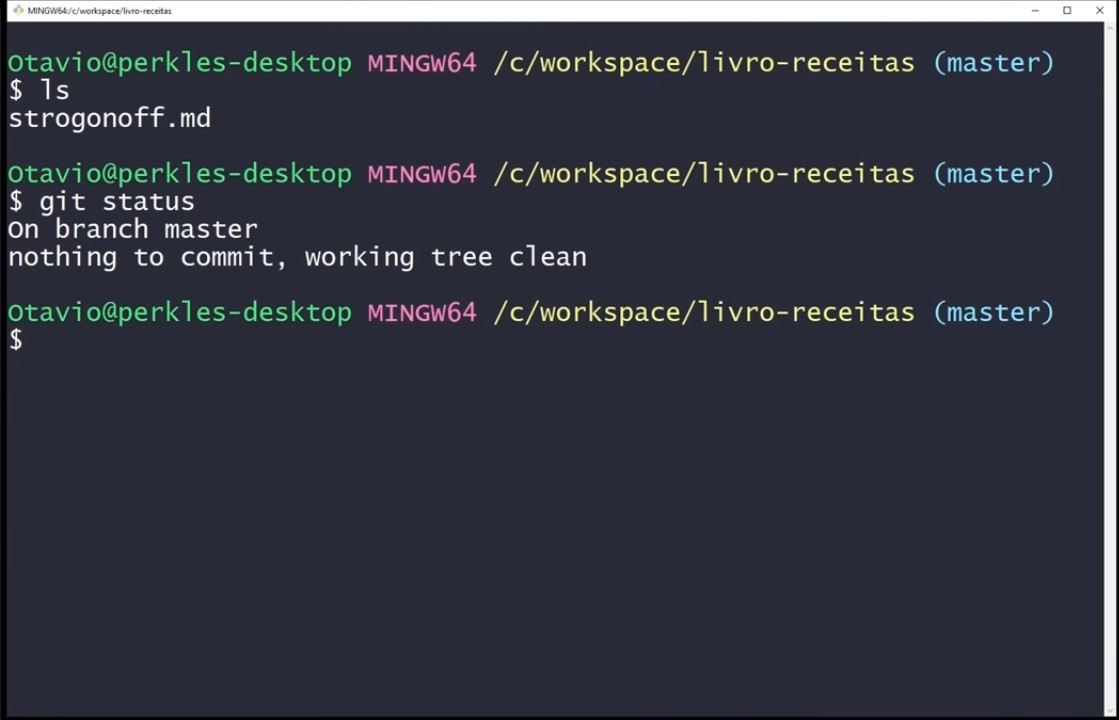 MINGW64:/c/workspace/livro-receitas
Otavio@perkles-desktop MINGW64 /c/workspace/livro-receitas (master)
$ ls
strogonoff.md
Otavio@perkles-desktop MINGW64 /c/workspace/livro-receitas (master)
$ git status
On branch master
nothing to commit, working tree clean
Otavio@perkles-desktop MINGW64 /c/workspace/livro-receitas (master)
$